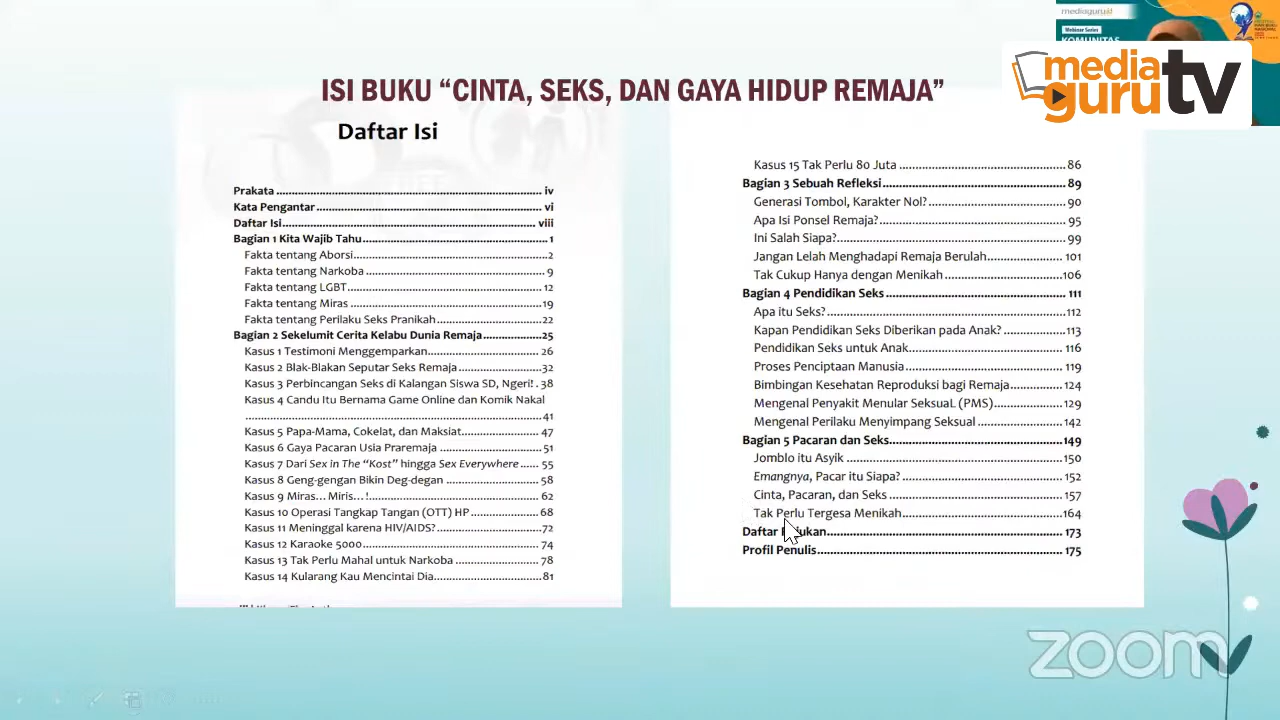 mediaguru
Webinar Series
KOMUNITAS
media
guru
tv
ISI BUKU “CINTA, SEKS, DAN GAYA HIDUP REMAJA”
Daftar Isi
Prakata ........ iv
Kata Pengantar ........ vi
Daftar Isi ........ viii
Bagian 1 Kita Wajib Tahu ........ 1
Fakta tentang Aborsi ........ 2
Fakta tentang Narkoba ........ 9
Fakta tentang LGBT ........ 12
Fakta tentang Miras ........ 19
Fakta tentang Perilaku Seks Pranikah ........ 22
Bagian 2 Sekelumit Cerita Kelabu Dunia Remaja ........ 25
Kasus 1 Testimoni Menggemparkan ........ 26
Kasus 2 Blak-Blakan Seputar Seks Remaja ........ 32
Kasus 3 Perbincangan Seks di Kalangan Siswa SD, Ngeri! . 38
Kasus 4 Candu Itu Bernama Game Online dan Komik Nakal
........ 41
Kasus 5 Papa-Mama, Cokelat, dan Maksiat ........ 47
Kasus 6 Gaya Pacaran Usia Praremaja ........ 51
Kasus 7 Dari Sex in The “Kost” hingga Sex Everywhere ...... 55
Kasus 8 Geng-gengan Bikin Deg-degan ........ 58
Kasus 9 Miras... Miris... ! ........ 62
Kasus 10 Operasi Tangkap Tangan (OTT) HP ........ 68
Kasus 11 Meninggal karena HIV/AIDS? ........ 72
Kasus 12 Karaoke 5000 ........ 74
Kasus 13 Tak Perlu Mahal untuk Narkoba ........ 78
Kasus 14 Kularang Kau Mencintai Dia ........ 81
Kasus 15 Tak Perlu 80 Juta ........ 86
Bagian 3 Sebuah Refleksi ........ 89
Generasi Tombol, Karakter Nol? ........ 90
Apa Isi Ponsel Remaja? ........ 95
Ini Salah Siapa? ........ 99
Jangan Lelah Menghadapi Remaja Berulah ........ 101
Tak Cukup Hanya dengan Menikah ........ 106
Bagian 4 Pendidikan Seks ........ 111
Apa itu Seks? ........ 112
Kapan Pendidikan Seks Diberikan pada Anak? ........ 113
Pendidikan Seks untuk Anak ........ 116
Proses Penciptaan Manusia ........ 119
Bimbingan Kesehatan Reproduksi bagi Remaja ........ 124
Mengenal Penyakit Menular SeksuaL (PMS) ........ 129
Mengenal Perilaku Menyimpang Seksual ........ 142
Bagian 5 Pacaran dan Seks ........ 149
Jomblo itu Asyik ........ 150
Emangnya, Pacar itu Siapa? ........ 152
Cinta, Pacaran, dan Seks ........ 157
Tak Perlu Tergesa Menikah ........ 164
Daftar ........ 173
Profil Penulis ........ 175
zoom